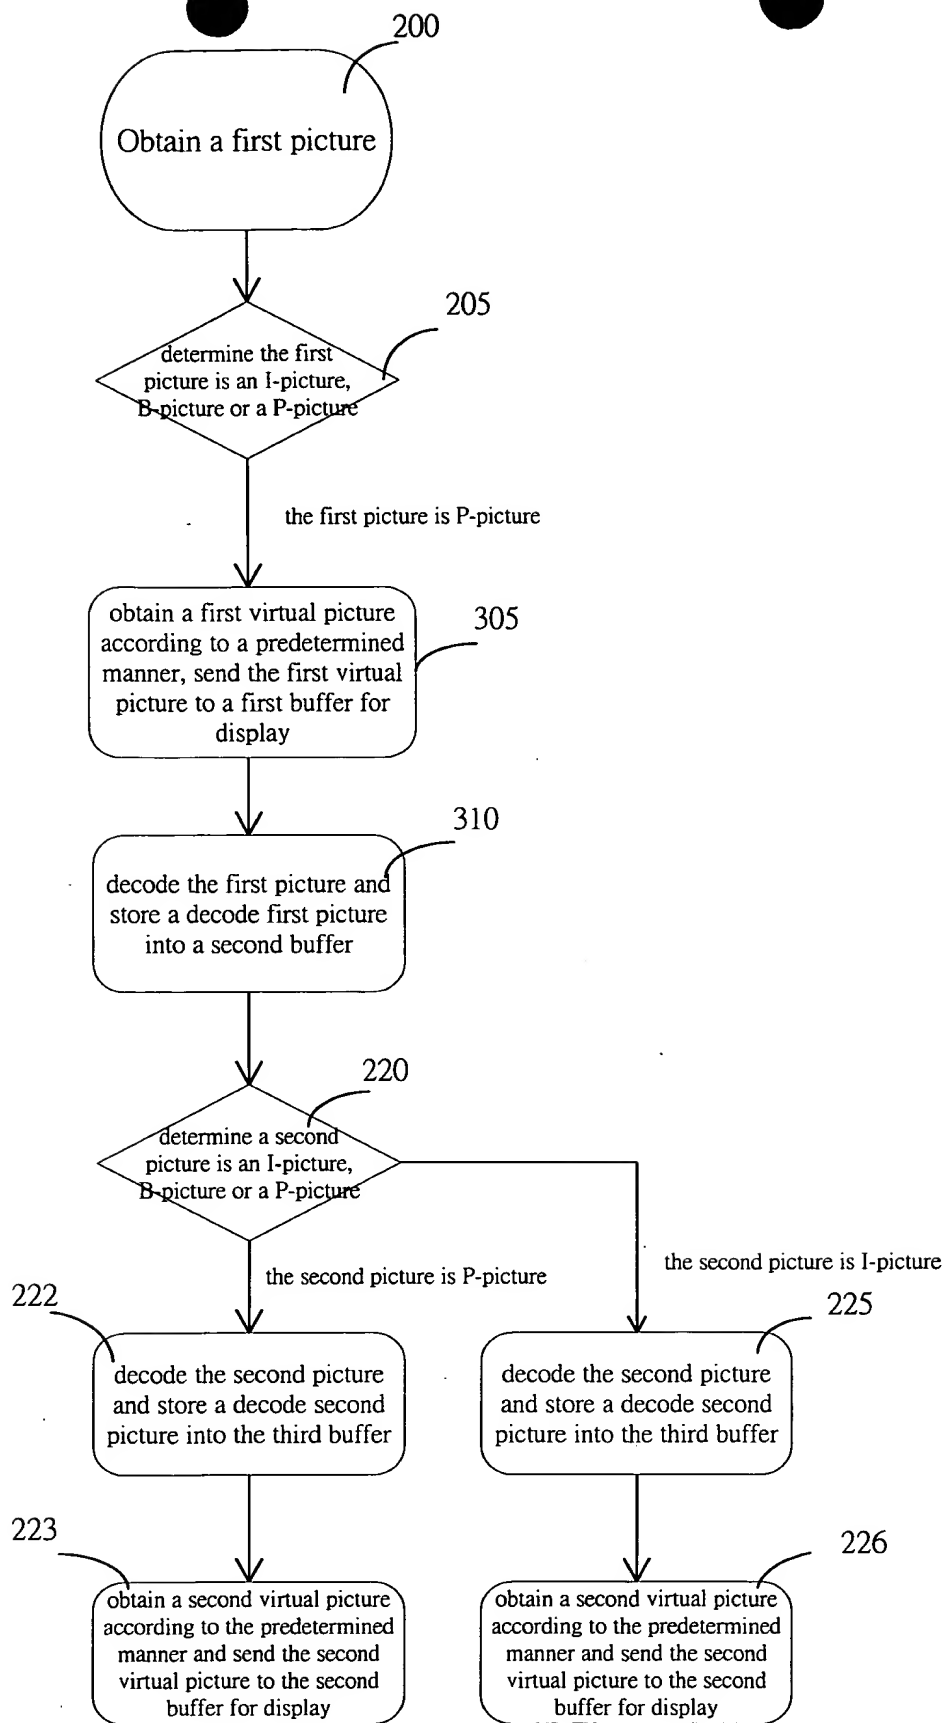 200
Obtain a first picture
205
determine the first
picture is an I-picture,
B-picture or a P-picture
the first picture is P-picture
obtain a first virtual picture
according to a predetermined
manner, send the first virtual
picture to a first buffer for
display
305
310
decode the first picture and
store a decode first picture
into a second buffer
220
determine a second
picture is an I-picture,
B-picture or a P-picture
the second picture is P-picture
the second picture is I-picture
222
decode the second picture
and store a decode second
picture into the third buffer
225
decode the second picture
and store a decode second
picture into the third buffer
223
obtain a second virtual picture
according to the predetermined
manner and send the second
virtual picture to the second
buffer for display
226
obtain a second virtual picture
according to the predetermined
manner and send the second
virtual picture to the second
buffer for display